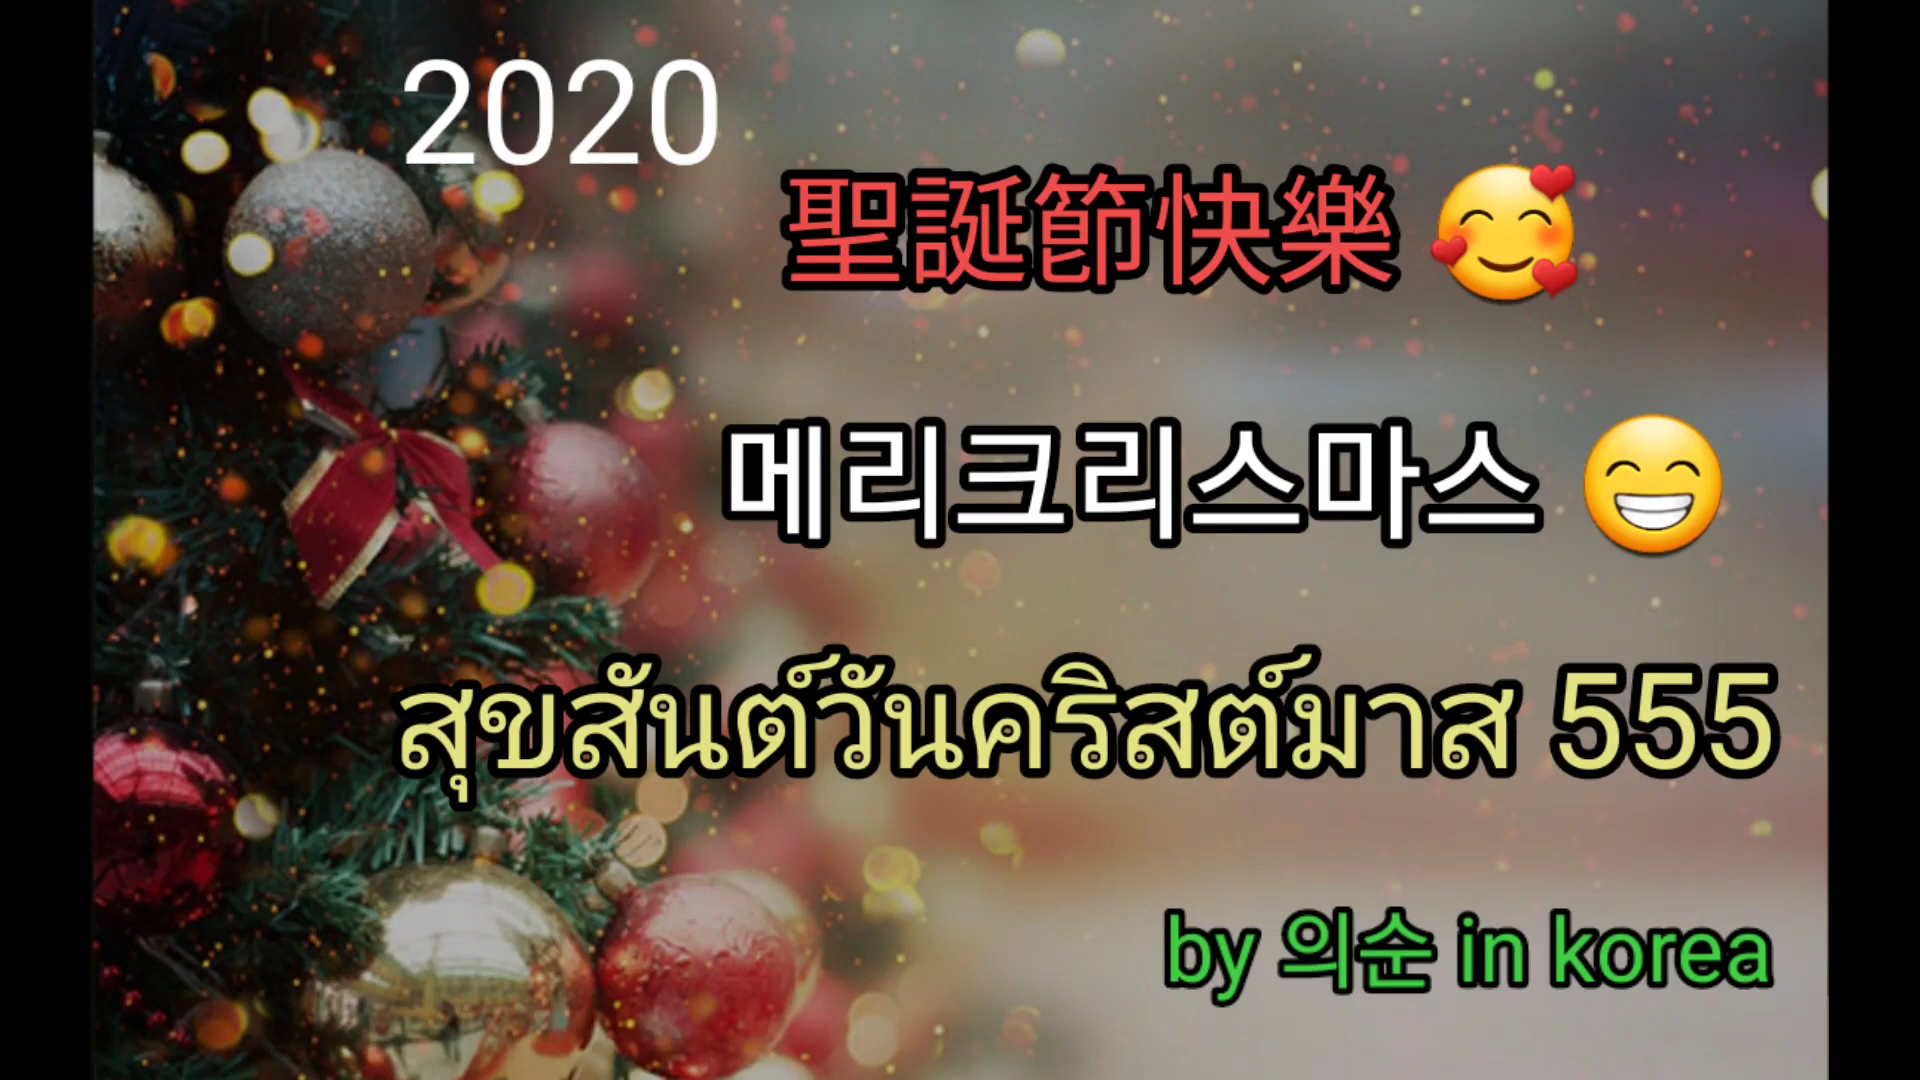 2020
聖誕節快樂 🥰
메리크리스마스 😁
สุขสันต์วันคริสต์มาส 555
by 의순 in korea